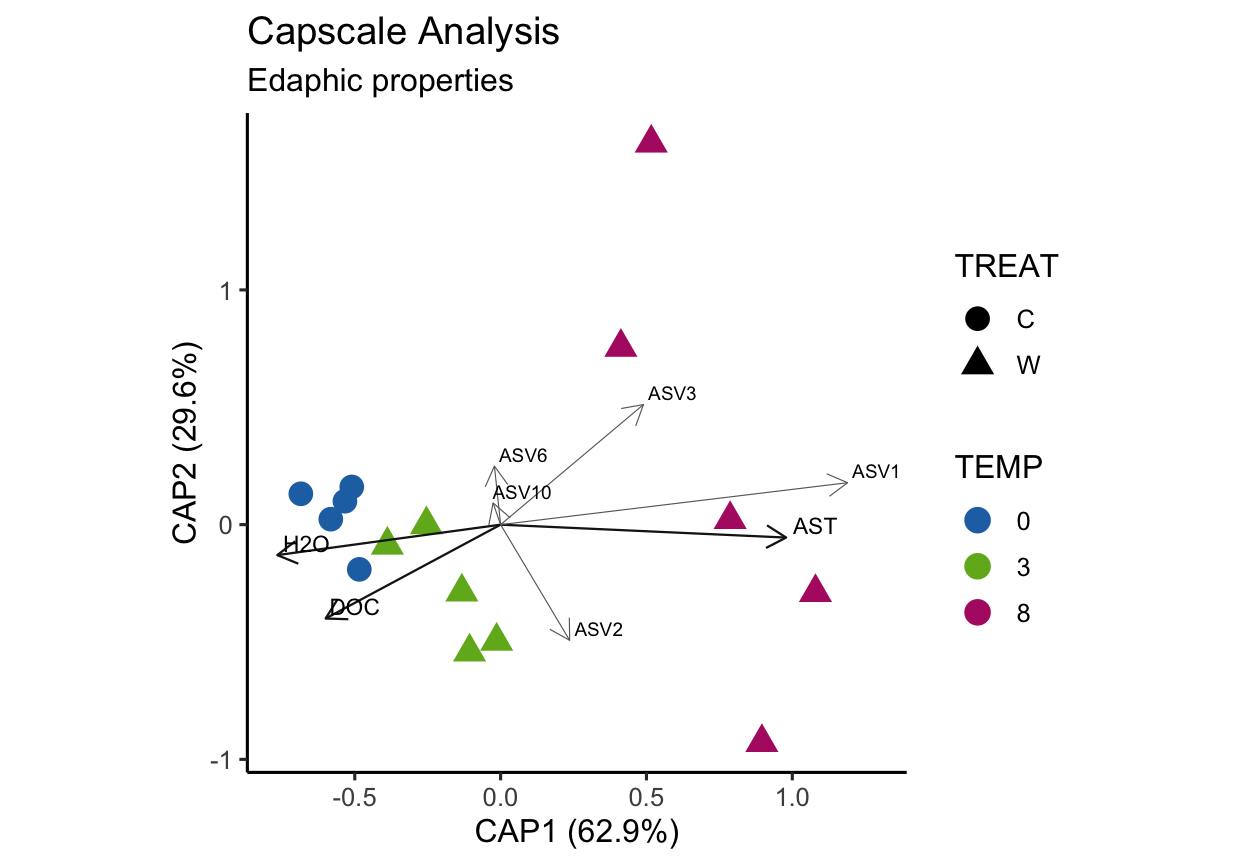 Capscale Analysis
Edaphic properties
CAP2 (29.6%)
1
0
-1
ASV3
ASV6
ASV1
ASV10
AST
H2O
DOC
ASV2
-0.5
0.0
0.5
1.0
CAP1 (62.9%)
TREAT
C
W
TEMP
0
3
8